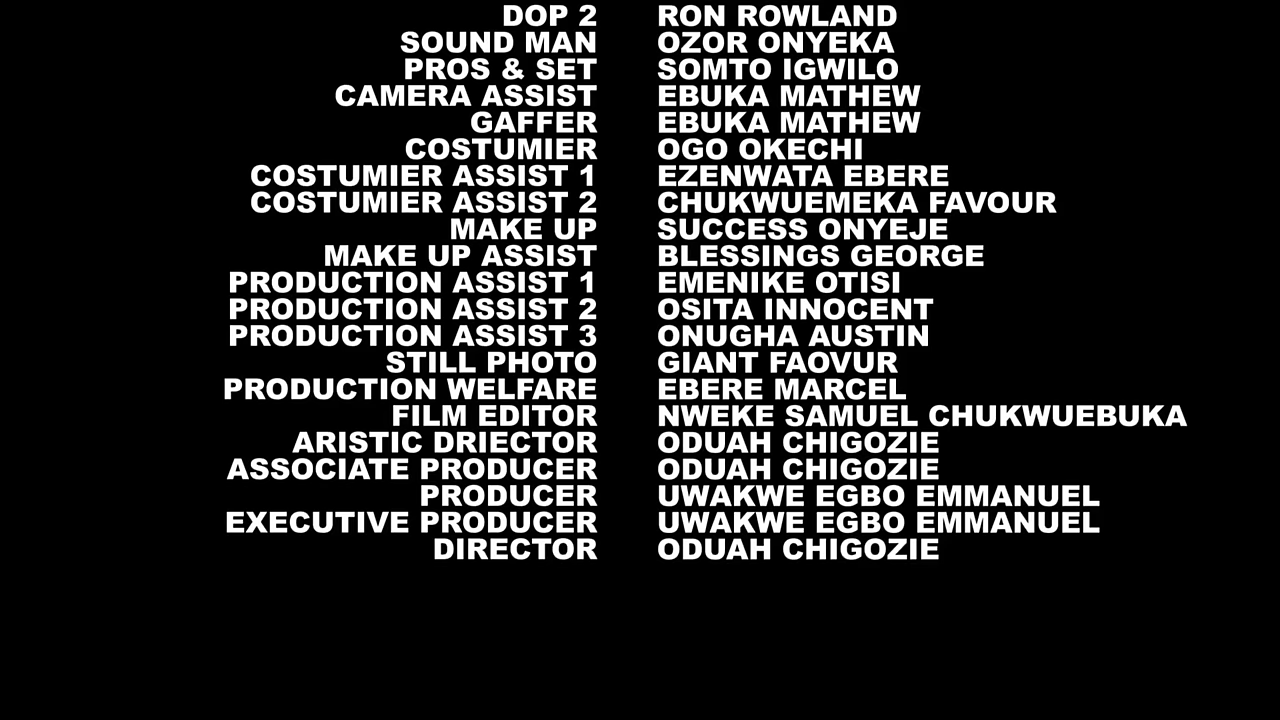 DOP 2 RON ROWLAND
SOUND MAN OZOR ONYEKA
PROS & SET SOMTO IGWILO
CAMERA ASSIST EBUKA MATHEW
GAFFER EBUKA MATHEW
COSTUMIER OGO OKECHI
COSTUMIER ASSIST 1 EZENWATA EBERE
COSTUMIER ASSIST 2 CHUKWUEMEKA FAVOUR
MAKE UP SUCCESS ONYEJE
MAKE UP ASSIST BLESSINGS GEORGE
PRODUCTION ASSIST 1 EMENIKE OTISI
PRODUCTION ASSIST 2 OSITA INNOCENT
PRODUCTION ASSIST 3 ONUGHA AUSTIN
STILL PHOTO GIANT FAOVUR
PRODUCTION WELFARE EBERE MARCEL
FILM EDITOR NWEKE SAMUEL CHUKWUEBUKA
ARISTIC DRIECTOR ODUAH CHIGOZIE
ASSOCIATE PRODUCER ODUAH CHIGOZIE
PRODUCER UWAKWE EGBO EMMANUEL
EXECUTIVE PRODUCER UWAKWE EGBO EMMANUEL
DIRECTOR ODUAH CHIGOZIE